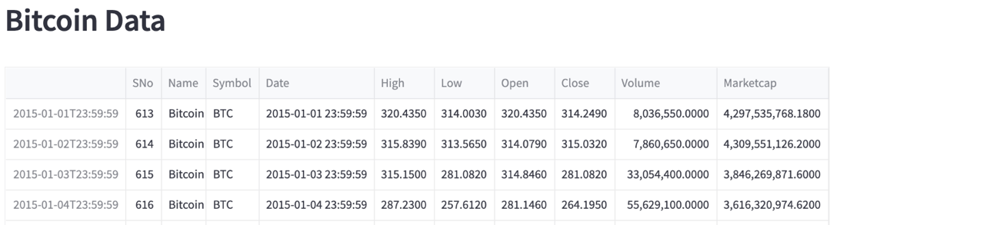 Bitcoin Data
SNo Name Symbol Date High Low Open Close Volume Marketcap
2015-01-01T23:59:59 613 Bitcoin BTC 2015-01-01 23:59:59 320.4350 314.0030 320.4350 314.2490 8,036,550.0000 4,297,535,768.1800
2015-01-02T23:59:59 614 Bitcoin BTC 2015-01-02 23:59:59 315.8390 313.5650 314.0790 315.0320 7,860,650.0000 4,309,551,126.2000
2015-01-03T23:59:59 615 Bitcoin BTC 2015-01-03 23:59:59 315.1500 281.0820 314.8460 281.0820 33,054,400.0000 3,846,269,871.6000
2015-01-04T23:59:59 616 Bitcoin BTC 2015-01-04 23:59:59 287.2300 257.6120 281.1460 264.1950 55,629,100.0000 3,616,320,974.6200